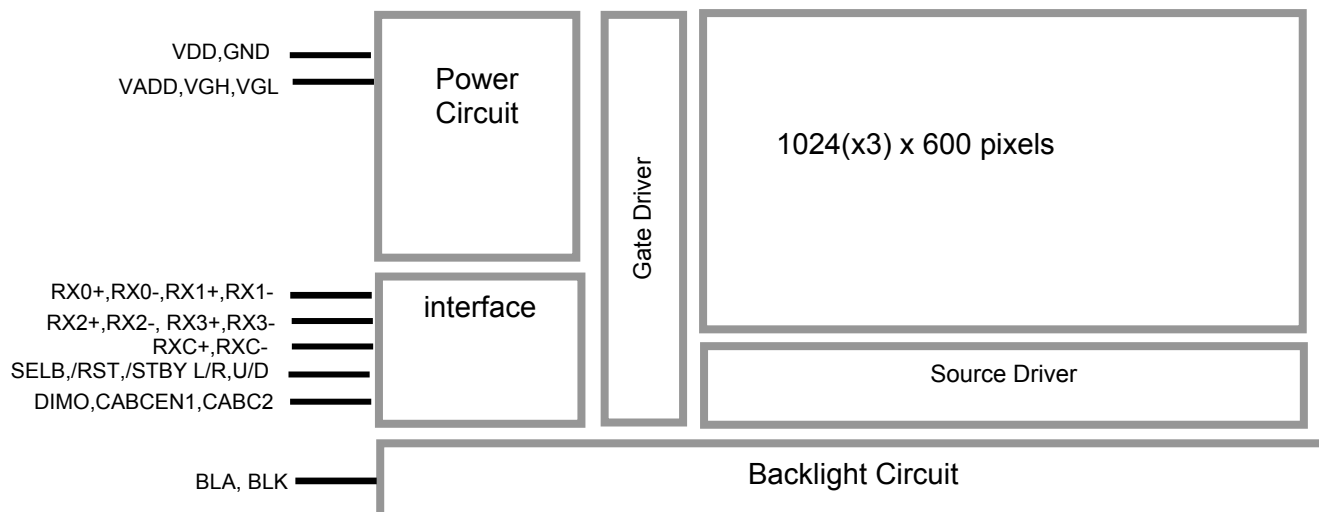 VDD,GND
VADD,VGH,VGL
Power
Circuit
Gate Driver
1024(x3) x 600 pixels
RX0+,RX0-,RX1+,RX1-
RX2+,RX2-, RX3+,RX3-
RXC+,RXC-
SELB,/RST,/STBY L/R,U/D
DIMO,CABCEN1,CABC2
interface
Source Driver
BLA, BLK
Backlight Circuit